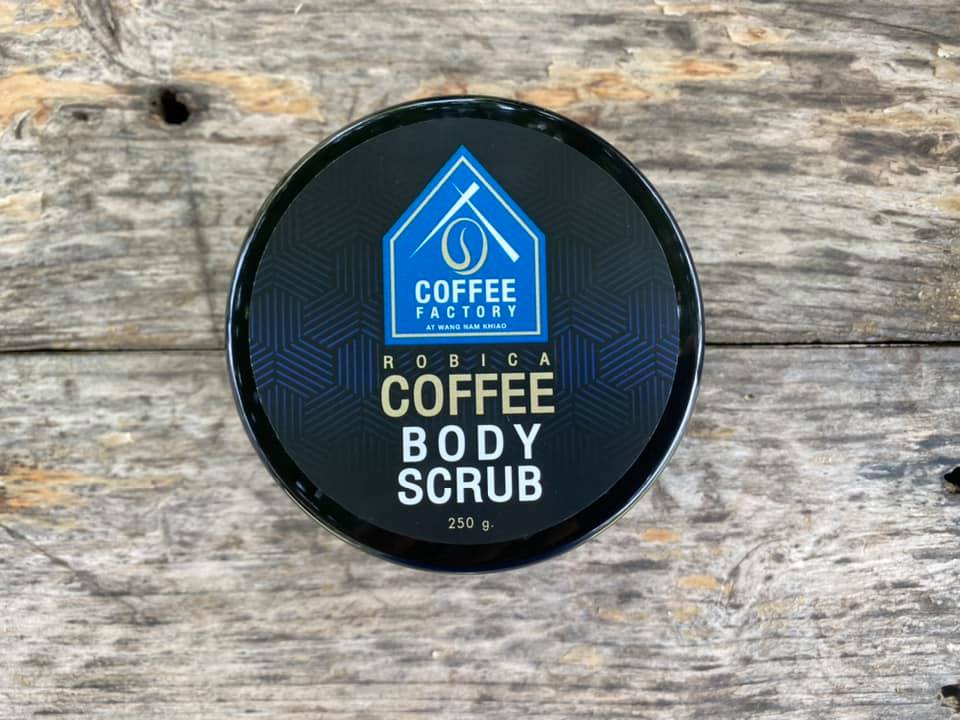 COFFEE
FACTORY
AT WANG NAM KHIAO
ROBICA
COFFEE
BODY
SCRUB
250 g.